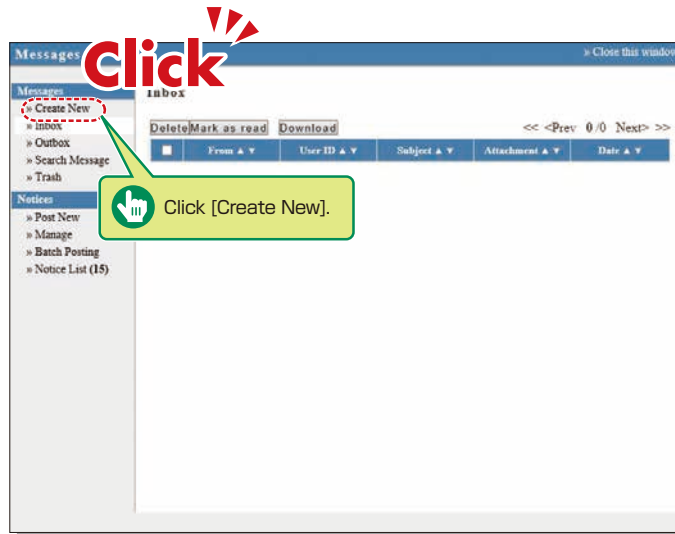 Click
Messages
» Close this window
Messages
» Create New
» Inbox
» Outbox
» Search Message
» Trash
Notices
» Post New
» Manage
» Batch Posting
» Notice List (15)
Inbox
Delete Mark as read Download << <Prev 0/0 Next> >>
From ▲ ▼ User ID ▲ ▼ Subject ▲ ▼ Attachment ▲ ▼ Date ▲ ▼
Click [Create New].